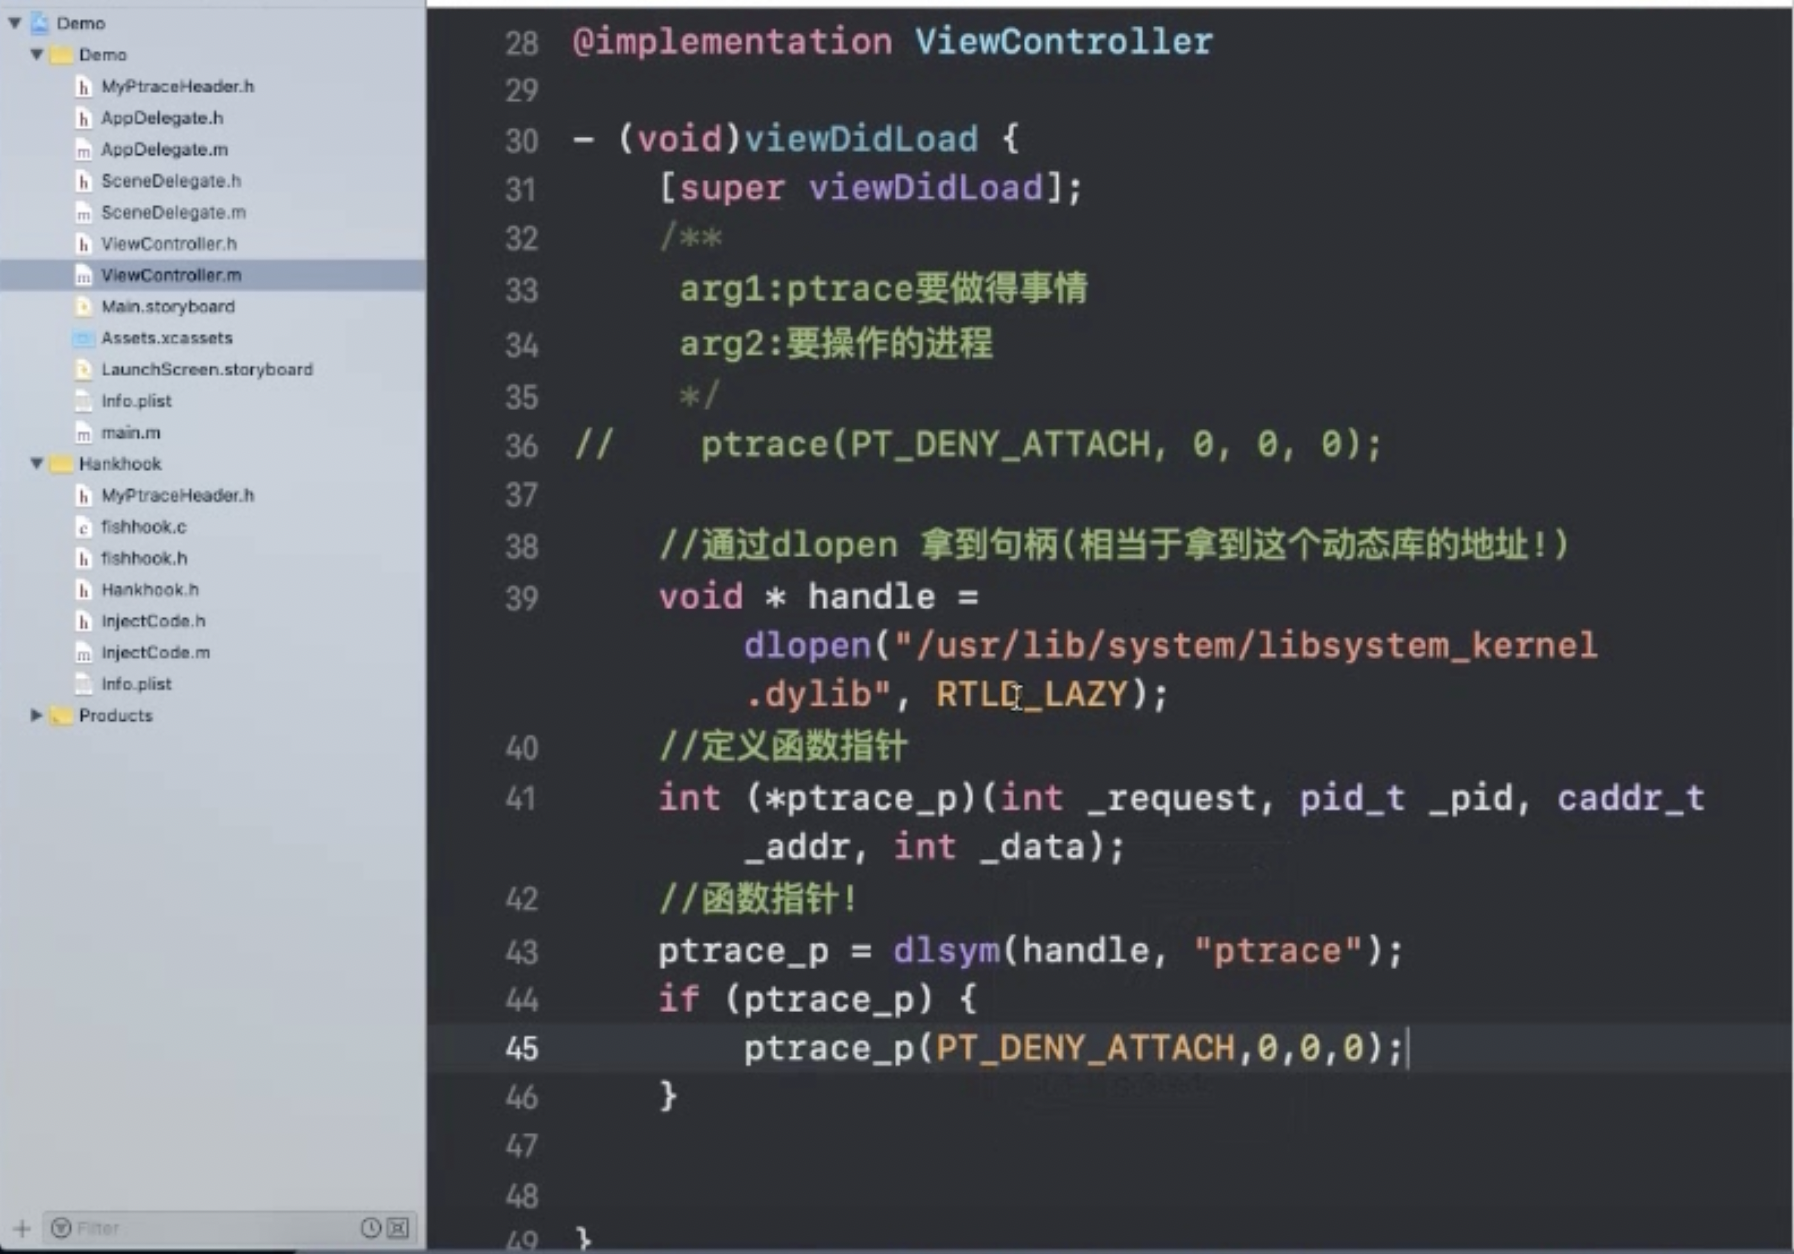 Demo
Demo
MyPtraceHeader.h
AppDelegate.h
AppDelegate.m
SceneDelegate.h
SceneDelegate.m
ViewController.h
ViewController.m
Main.storyboard
Assets.xcassets
LaunchScreen.storyboard
Info.plist
main.m
Hankhook
MyPtraceHeader.h
fishhook.c
fishhook.h
Hankhook.h
InjectCode.h
InjectCode.m
Info.plist
Products
Filter
28 @implementation ViewController
29
30 - (void)viewDidLoad {
31 [super viewDidLoad];
32 /**
33 arg1:ptrace要做得事情
34 arg2:要操作的进程
35 */
36 // ptrace(PT_DENY_ATTACH, 0, 0, 0);
37
38 //通过dlopen 拿到句柄(相当于拿到这个动态库的地址!)
39 void * handle =
dlopen("/usr/lib/system/libsystem_kernel
.dylib", RTLD_LAZY);
40 //定义函数指针
41 int (*ptrace_p)(int _request, pid_t _pid, caddr_t
_addr, int _data);
42 //函数指针!
43 ptrace_p = dlsym(handle, "ptrace");
44 if (ptrace_p) {
45 ptrace_p(PT_DENY_ATTACH,0,0,0);
46 }
47
48
49 }